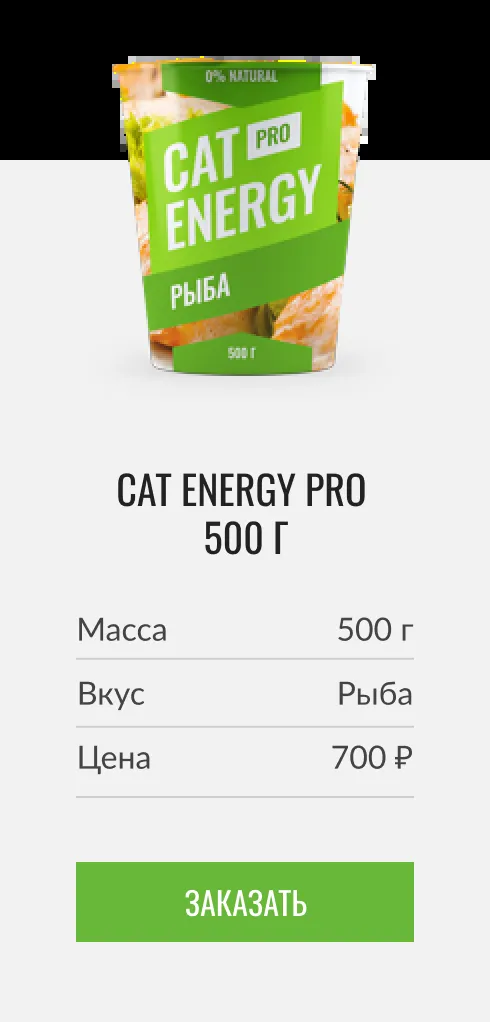 0% NATURAL
CAT PRO
ENERGY
РЫБА
500 Г
CAT ENERGY PRO
500 Г
Масса 500 г
Вкус Рыба
Цена 700 ₽
ЗАКАЗАТЬ